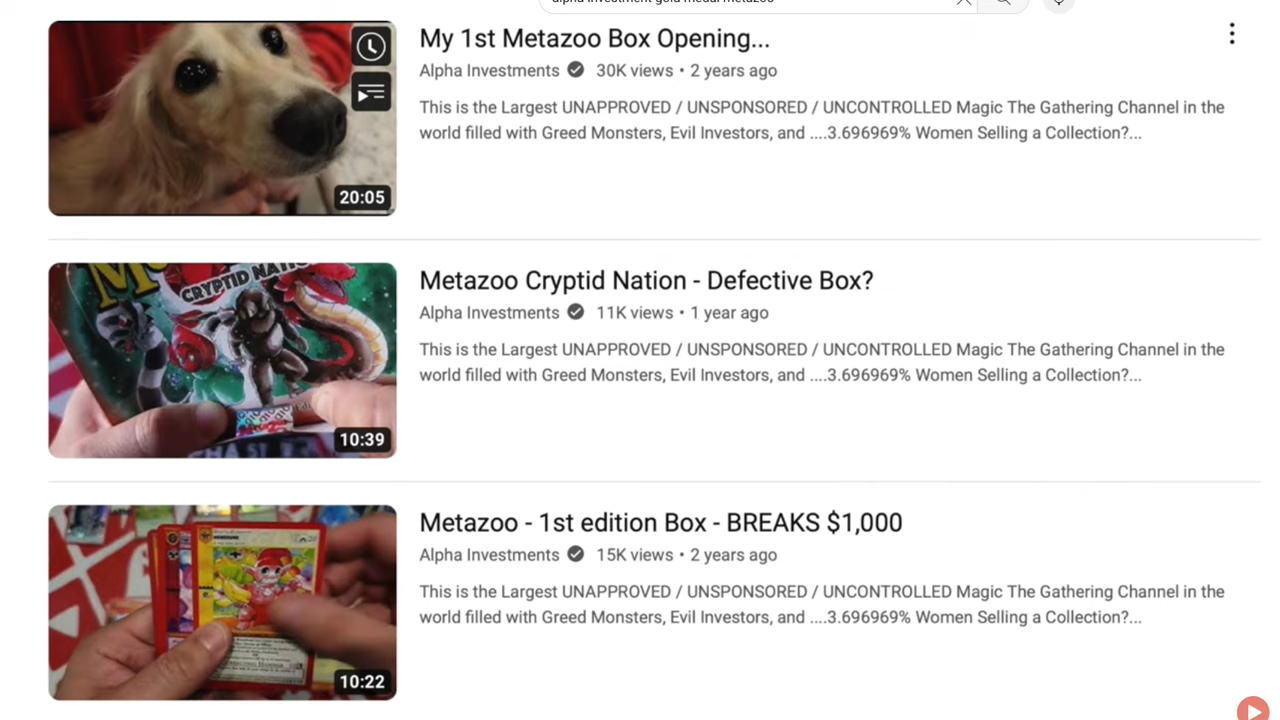 alpha investment gold medal metazoo
My 1st Metazoo Box Opening...
Alpha Investments 30K views • 2 years ago
This is the Largest UNAPPROVED / UNSPONSORED / UNCONTROLLED Magic The Gathering Channel in the
world filled with Greed Monsters, Evil Investors, and ....3.696969% Women Selling a Collection?...
20:05
CRYPTID NATION
Metazoo Cryptid Nation - Defective Box?
Alpha Investments 11K views • 1 year ago
This is the Largest UNAPPROVED / UNSPONSORED / UNCONTROLLED Magic The Gathering Channel in the
world filled with Greed Monsters, Evil Investors, and ....3.696969% Women Selling a Collection?...
10:39
Metazoo - 1st edition Box - BREAKS $1,000
Alpha Investments 15K views • 2 years ago
This is the Largest UNAPPROVED / UNSPONSORED / UNCONTROLLED Magic The Gathering Channel in the
world filled with Greed Monsters, Evil Investors, and ....3.696969% Women Selling a Collection?...
10:22